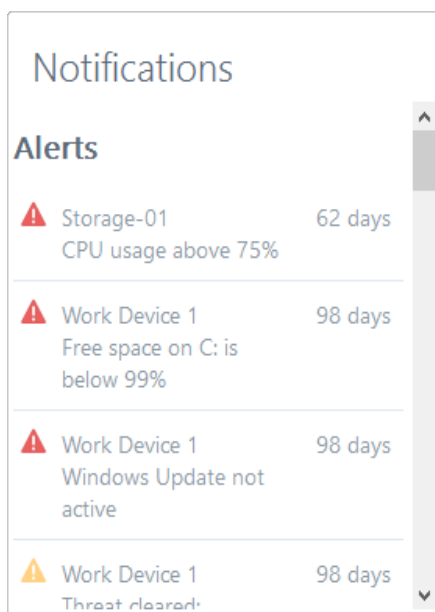 Notifications
Alerts
Storage-01 62 days
CPU usage above 75%
Work Device 1 98 days
Free space on C: is
below 99%
Work Device 1 98 days
Windows Update not
active
Work Device 1 98 days
Threat cleared: